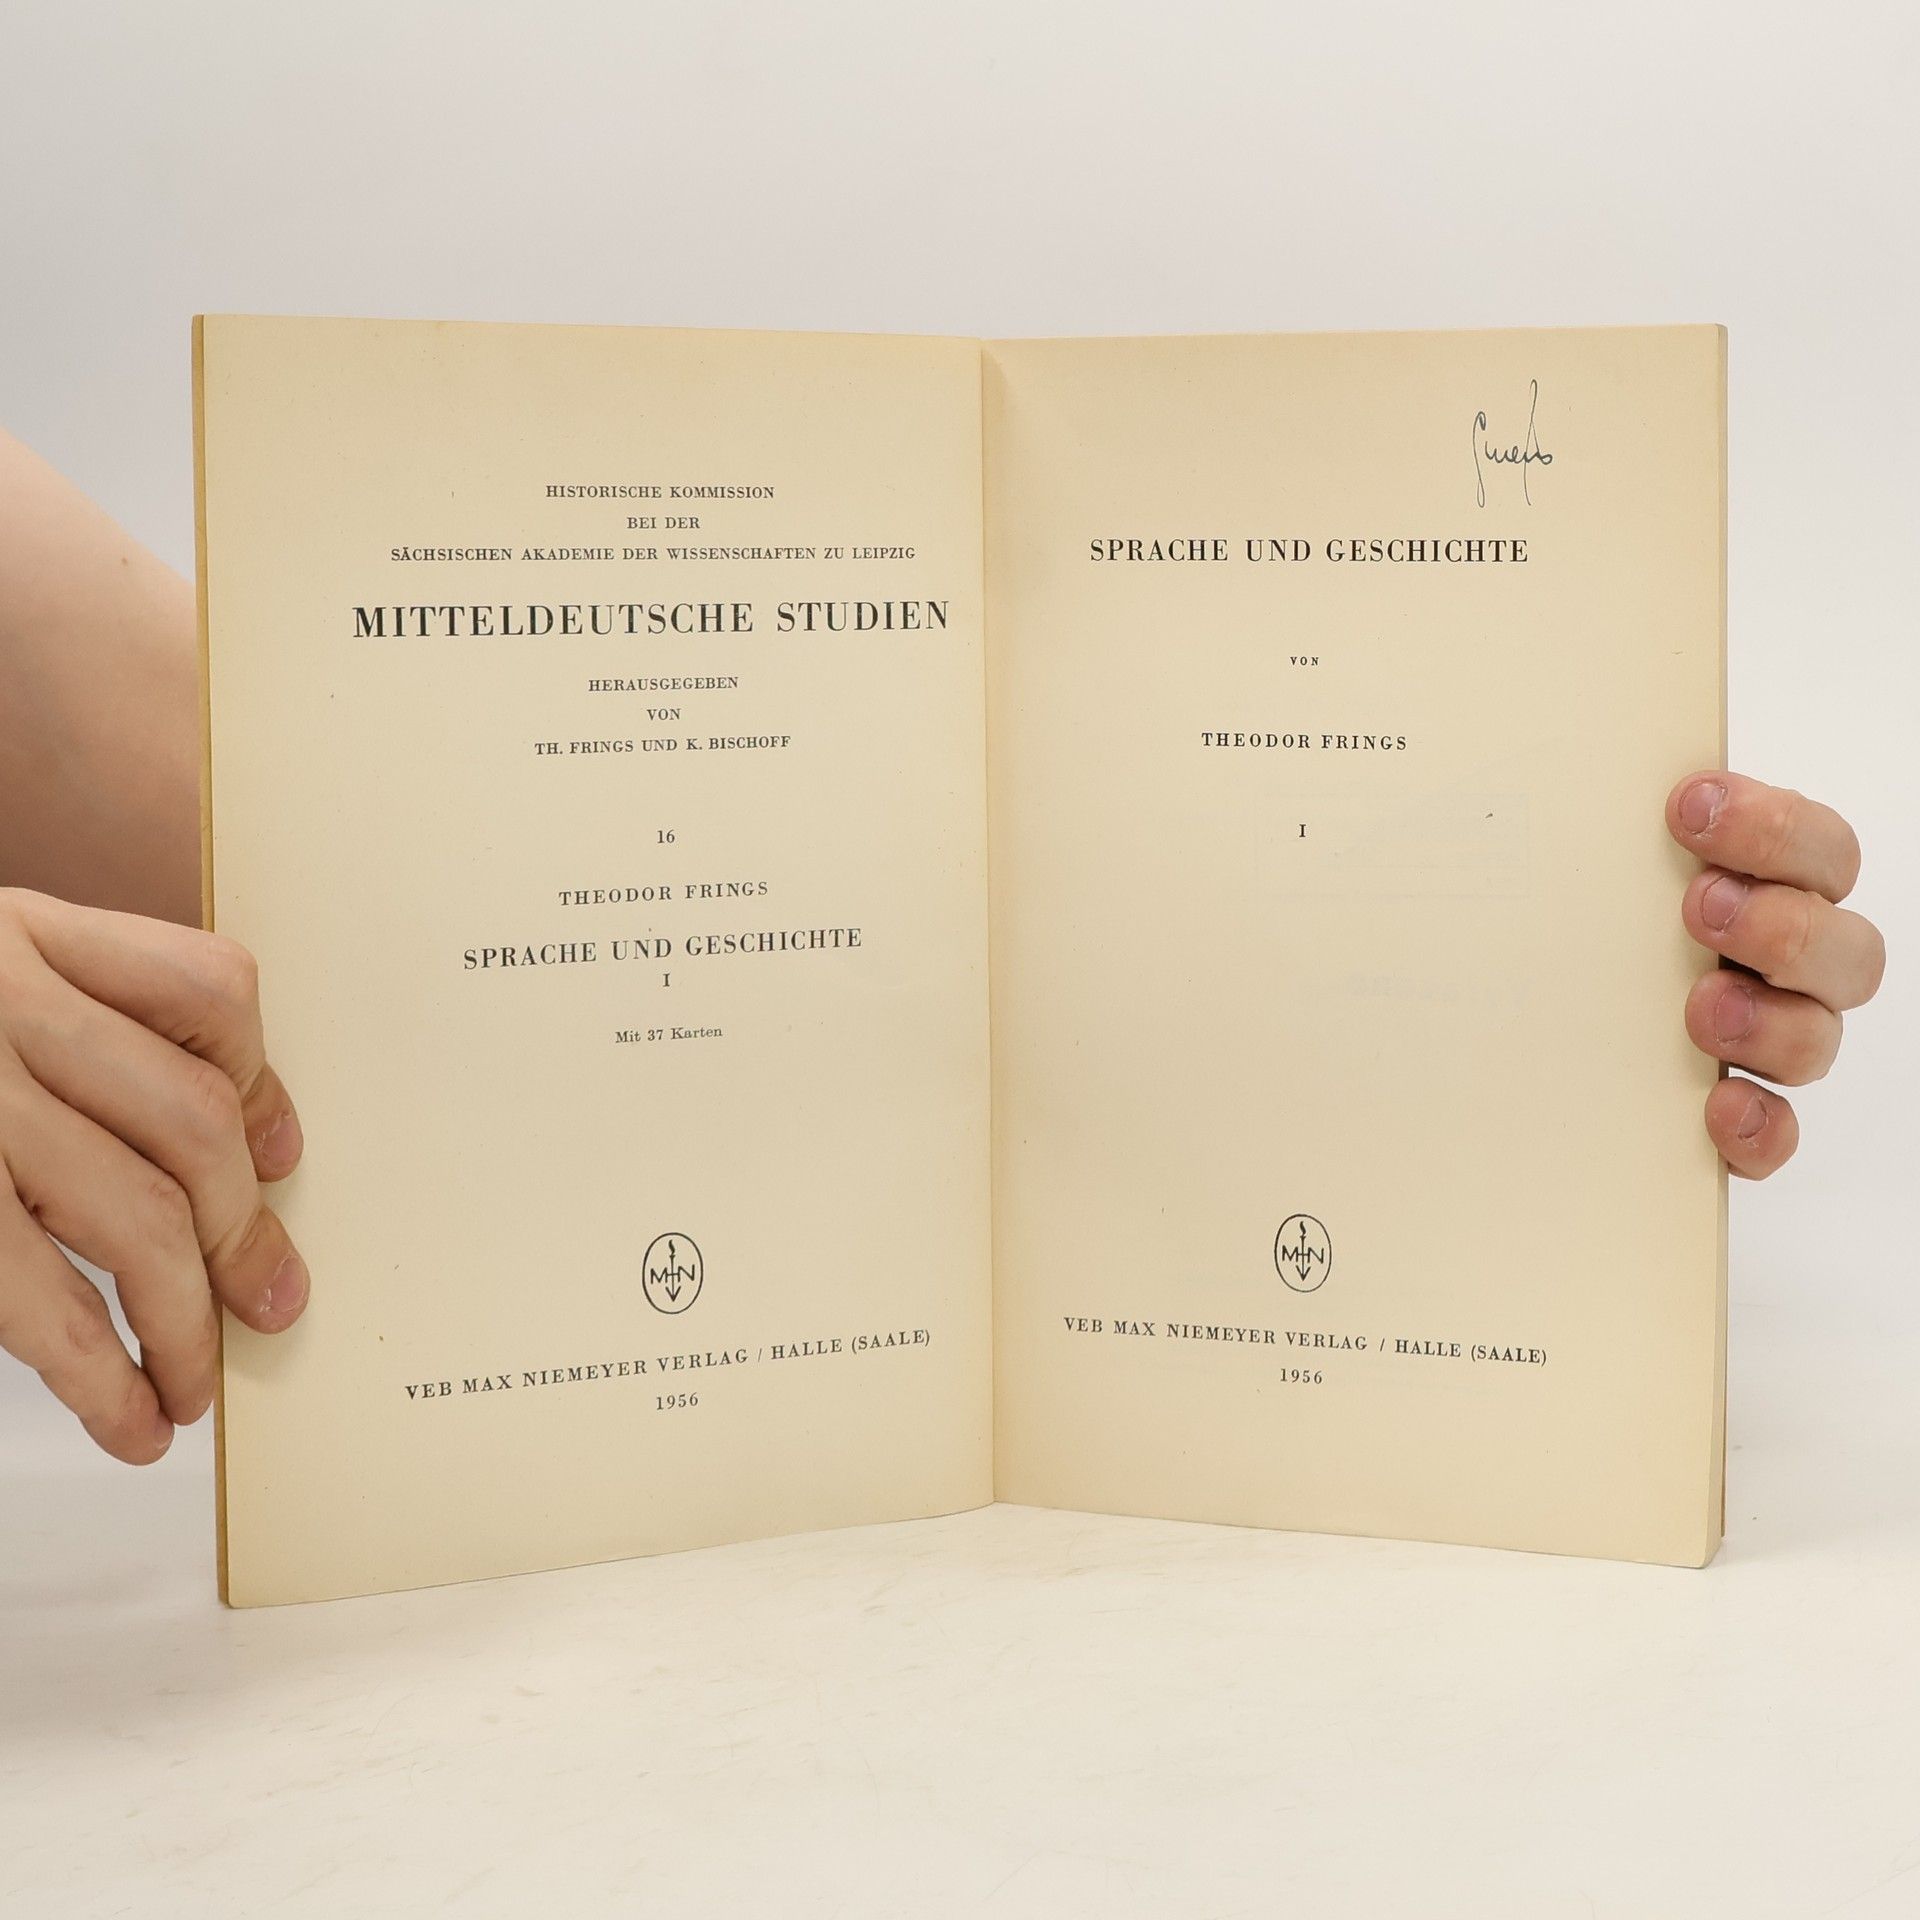 HISTORISCHE KOMMISSION
BEI DER
SÄCHSISCHEN AKADEMIE DER WISSENSCHAFTEN ZU LEIPZIG
MITTELDEUTSCHE STUDIEN
HERAUSGEGEBEN
VON
TH. FRINGS UND K. BISCHOFF
16
THEODOR FRINGS
SPRACHE UND GESCHICHTE
I
Mit 37 Karten
MN
VEB MAX NIEMEYER VERLAG / HALLE (SAALE)
1956
SPRACHE UND GESCHICHTE
VON
THEODOR FRINGS
I
MN
VEB MAX NIEMEYER VERLAG / HALLE (SAALE)
1956